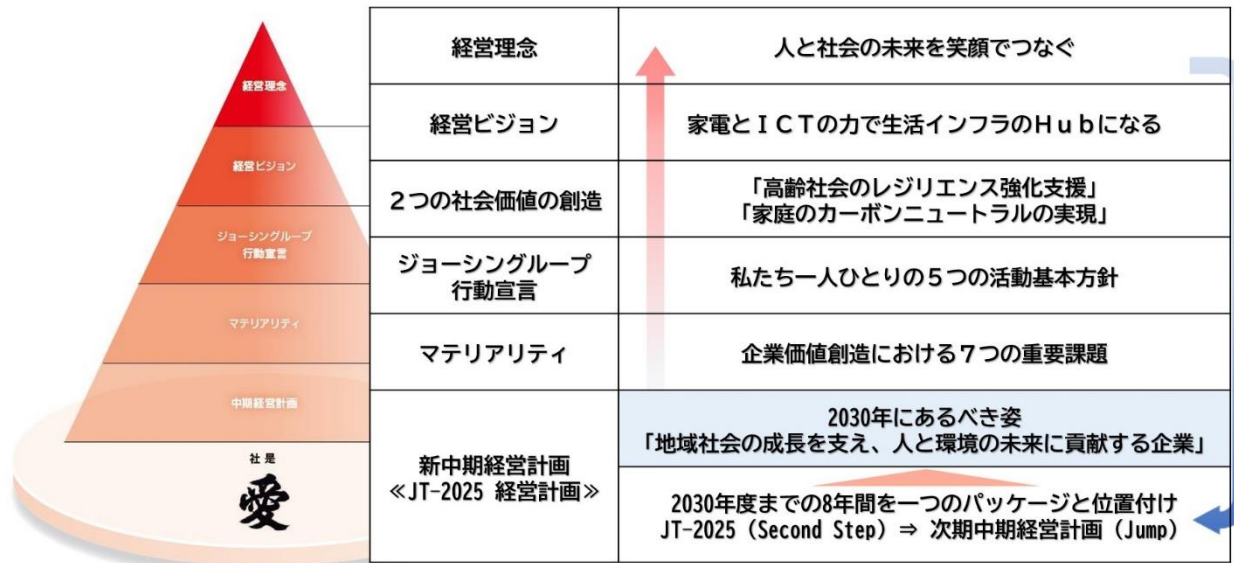 経営理念
経営ビジョン
ジョーシングループ
行動宣言
マテリアリティ
中期経営計画
社是
愛
経営理念
人と社会の未来を笑顔でつなぐ
経営ビジョン
家電とＩＣＴの力で生活インフラのＨｕｂになる
２つの社会価値の創造
「高齢社会のレジリエンス強化支援」
「家庭のカーボンニュートラルの実現」
ジョーシングループ
行動宣言
私たち一人ひとりの５つの活動基本方針
マテリアリティ
企業価値創造における７つの重要課題
新中期経営計画
≪JT-2025 経営計画≫
2030年にあるべき姿
「地域社会の成長を支え、人と環境の未来に貢献する企業」
2030年度までの8年間を一つのパッケージと位置付け
JT-2025（Second Step）⇒ 次期中期経営計画（Jump）